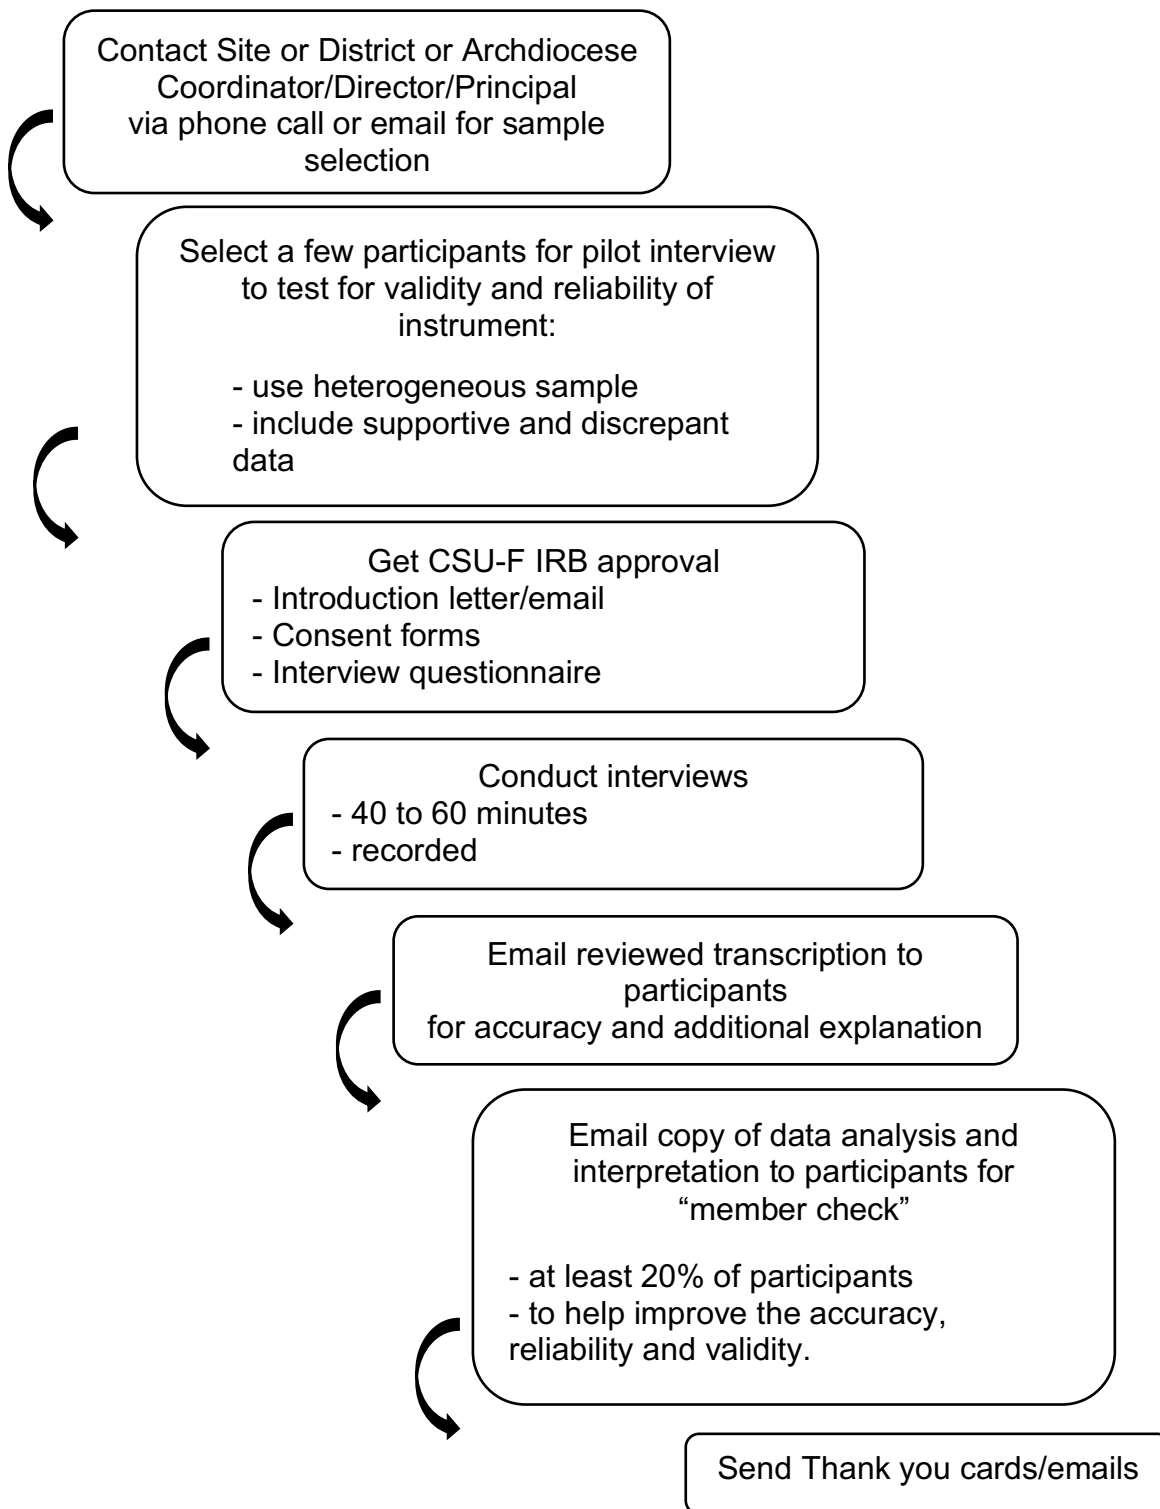 Contact Site or District or Archdiocese
Coordinator/Director/Principal
via phone call or email for sample
selection
Select a few participants for pilot interview
to test for validity and reliability of
instrument:
- use heterogeneous sample
- include supportive and discrepant
data
Get CSU-F IRB approval
- Introduction letter/email
- Consent forms
- Interview questionnaire
Conduct interviews
- 40 to 60 minutes
- recorded
Email reviewed transcription to
participants
for accuracy and additional explanation
Email copy of data analysis and
interpretation to participants for
“member check”
- at least 20% of participants
- to help improve the accuracy,
reliability and validity.
Send Thank you cards/emails